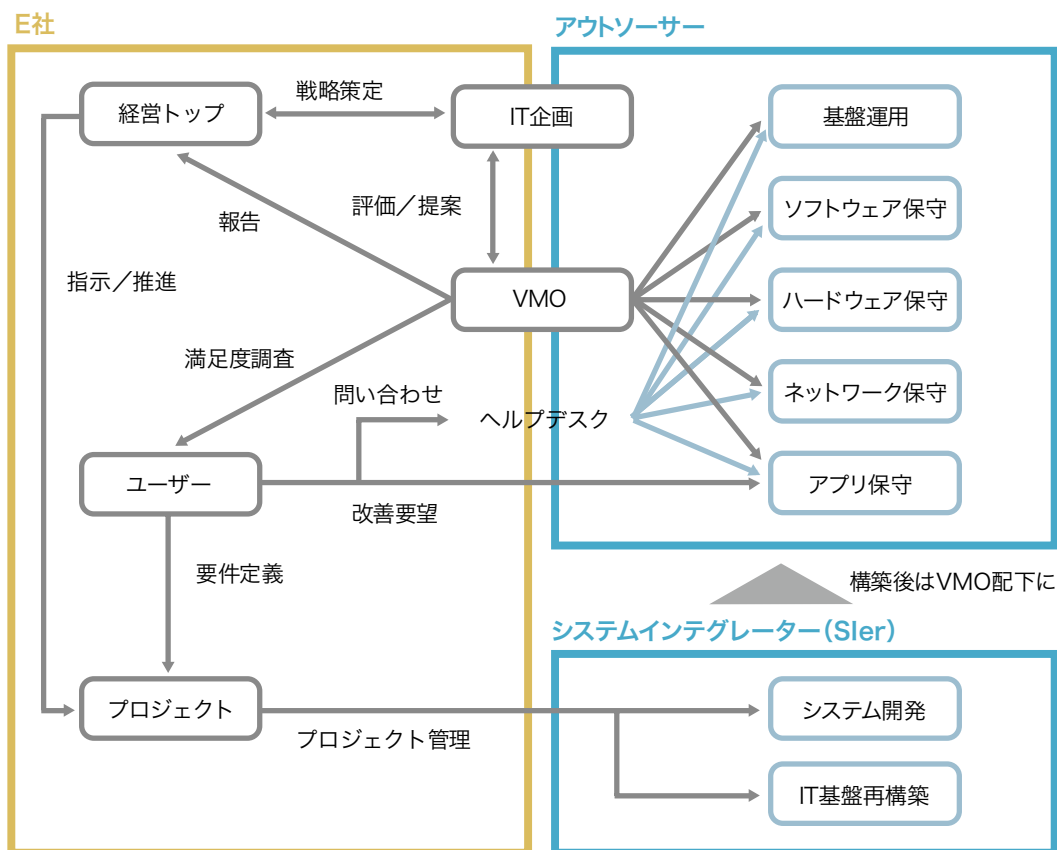 E社
アウトソーサー
経営トップ
戦略策定
IT企画
基盤運用
報告
評価／提案
ソフトウェア保守
指示／推進
VMO
ハードウェア保守
満足度調査
問い合わせ
ヘルプデスク
ネットワーク保守
ユーザー
改善要望
アプリ保守
要件定義
構築後はVMO配下に
システムインテグレーター（SIer）
プロジェクト
プロジェクト管理
システム開発
IT基盤再構築